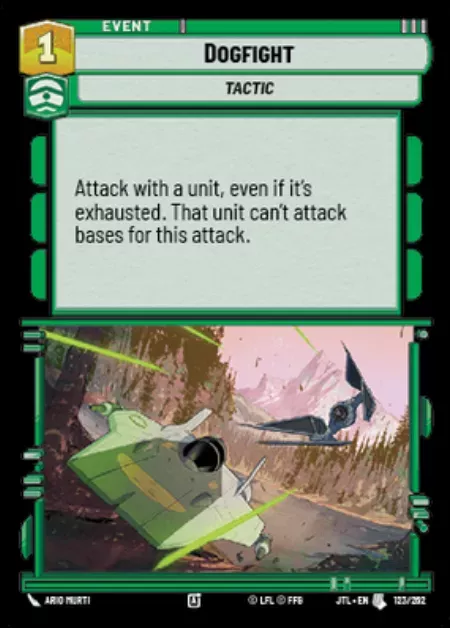 EVENT
1
DOGFIGHT
TACTIC
Attack with a unit, even if it's
exhausted. That unit can't attack
bases for this attack.
ARIO MURTI
A
© LFL © FFG
JTL • EN
123/262